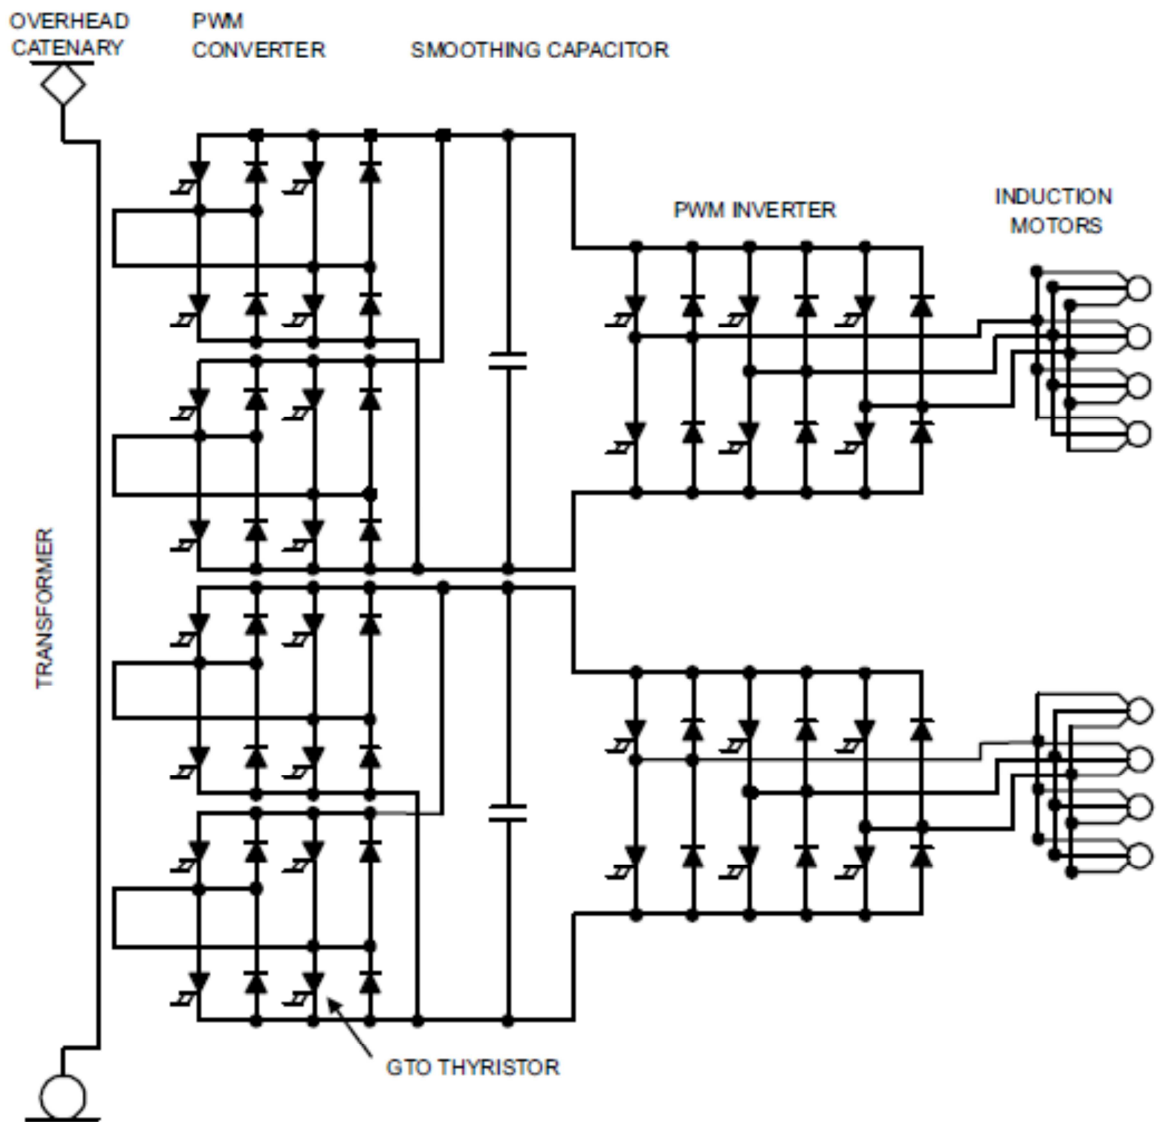 OVERHEAD
CATENARY
PWM
CONVERTER
SMOOTHING CAPACITOR
PWM INVERTER
INDUCTION
MOTORS
TRANSFORMER
GTO THYRISTOR